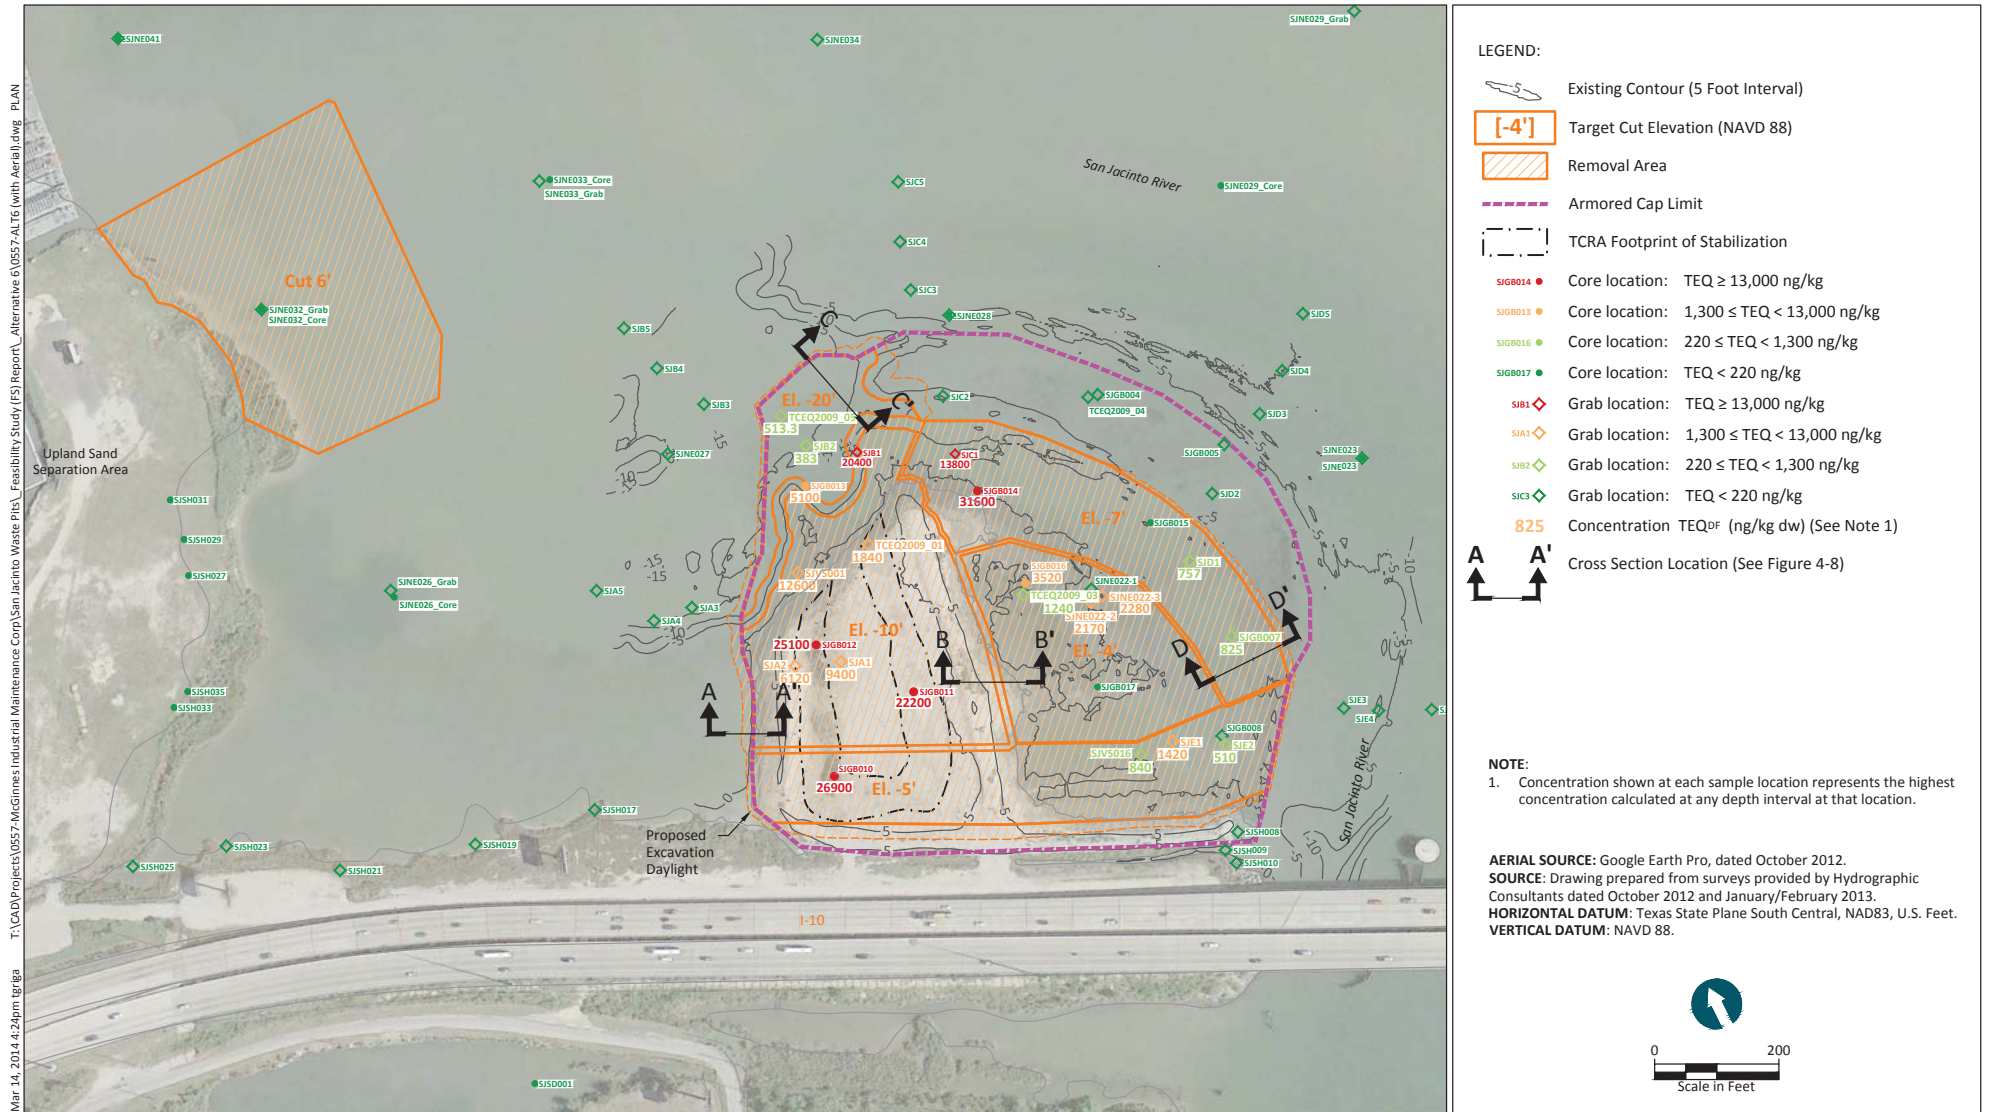 Mar 14, 2014 4:24pm tgriga T:\CAD\Projects\0557-McGinnes Industrial Maintenance Corp\San Jacinto Waste Pits\_Feasibility Study (FS) Report\_Alternative 6\0557-ALT6 (with Aerial).dwg PLAN
SJNE041
SJNE034
SJNE029_Grab
SJNE033_Core
SJNE033_Grab
SJC5
San Jacinto River
SJNE029_Core
SJC4
Cut 6'
SJNE032_Grab
SJNE032_Core
SJC3
SJNE028
SJD5
SJB5
SJB4
SJD4
C
C'
El. -20'
SJB3
SJC2
SJGB004
TCEQ2009_04
SJD3
TCEQ2009_05
513.3
SJB2
383
SJB1
20400
SJC1
13800
SJGB005
SJNE023
SJNE023
SJNE027
Upland Sand
Separation Area
SJSH031
SJGB013
5100
SJGB014
31600
SJD2
El. -7'
SJGB015
-5
SJSH029
TCEQ2009_01
1840
SJSH027
SJVS001
12600
SJGB016
3520
SJNE022-1
SJD1
757
SJNE026_Grab
SJNE026_Core
SJA5
SJA3
SJA4
TCEQ2009_03
1240
SJNE022-3
2280
SJNE022-2
2170
El. -10'
D'
D
SJGB007
825
25100
SJGB012
B
B'
El. -4'
SJA2
6120
SJA1
9400
SJGB017
SJSH035
SJSH033
A
A'
SJGB011
22200
SJE3
SJE4
SJGB008
SJE2
510
SJE1
1420
SJVS016
840
SJGB010
26900
El. -5'
San Jacinto River
SJSH017
Proposed
Excavation
Daylight
SJSH008
SJSH009
SJSH010
SJSH023
SJSH019
SJSH025
SJSH021
I-10
SJSD001
LEGEND:
-5 Existing Contour (5 Foot Interval)
[-4'] Target Cut Elevation (NAVD 88)
Removal Area
Armored Cap Limit
TCRA Footprint of Stabilization
SJGB014 Core location: TEQ ≥ 13,000 ng/kg
SJGB013 Core location: 1,300 ≤ TEQ < 13,000 ng/kg
SJGB016 Core location: 220 ≤ TEQ < 1,300 ng/kg
SJGB017 Core location: TEQ < 220 ng/kg
SJB1 Grab location: TEQ ≥ 13,000 ng/kg
SJA1 Grab location: 1,300 ≤ TEQ < 13,000 ng/kg
SJB2 Grab location: 220 ≤ TEQ < 1,300 ng/kg
SJC3 Grab location: TEQ < 220 ng/kg
825 Concentration TEQDF (ng/kg dw) (See Note 1)
A A' Cross Section Location (See Figure 4-8)
NOTE:
1. Concentration shown at each sample location represents the highest
concentration calculated at any depth interval at that location.
AERIAL SOURCE: Google Earth Pro, dated October 2012.
SOURCE: Drawing prepared from surveys provided by Hydrographic
Consultants dated October 2012 and January/February 2013.
HORIZONTAL DATUM: Texas State Plane South Central, NAD83, U.S. Feet.
VERTICAL DATUM: NAVD 88.
0 200
Scale in Feet